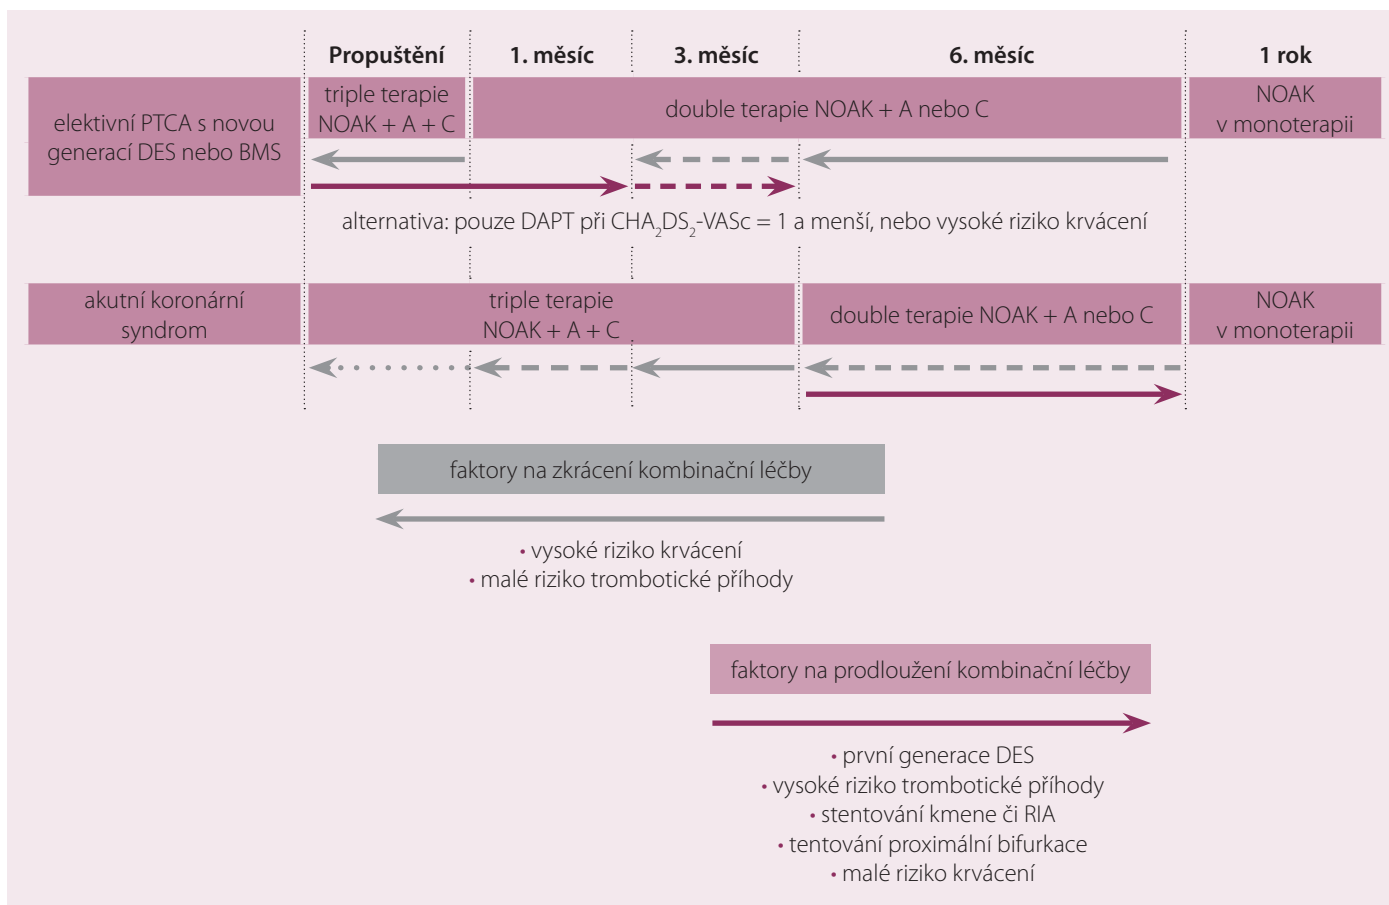 Propuštění 1. měsíc 3. měsíc 6. měsíc 1 rok
elektivní PTCA s novou
generací DES nebo BMS
triple terapie
NOAK + A + C
double terapie NOAK + A nebo C
NOAK
v monoterapii
alternativa: pouze DAPT při CHA₂DS₂-VASc = 1 a menší, nebo vysoké riziko krvácení
akutní koronární
syndrom
triple terapie
NOAK + A + C
double terapie NOAK + A nebo C
NOAK
v monoterapii
faktory na zkrácení kombinační léčby
• vysoké riziko krvácení
• malé riziko trombotické příhody
faktory na prodloužení kombinační léčby
• první generace DES
• vysoké riziko trombotické příhody
• stentování kmene či RIA
• tentování proximální bifurkace
• malé riziko krvácení